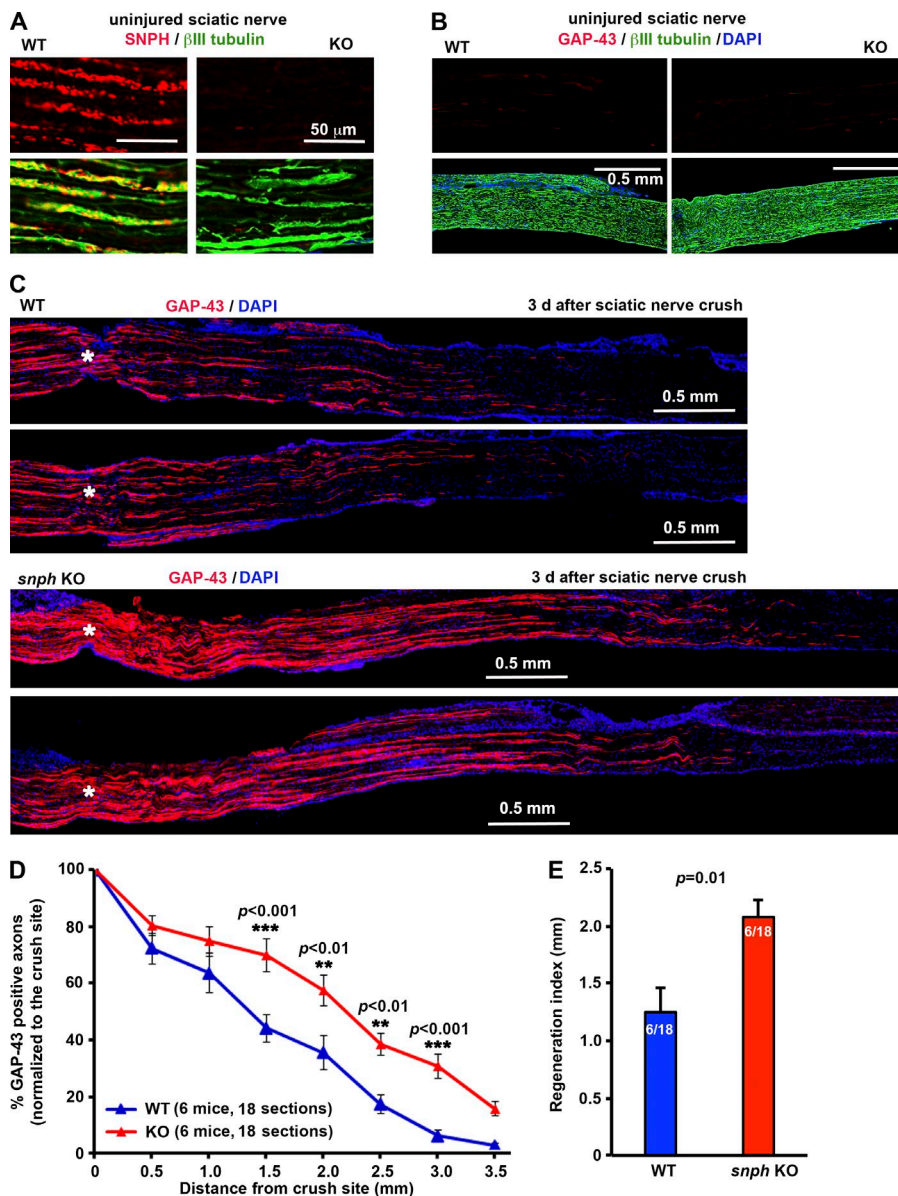 A
uninjured sciatic nerve
WT
SNPH / βIII tubulin
KO
50 μm
B
uninjured sciatic nerve
WT
GAP-43 / βIII tubulin /DAPI
KO
0.5 mm
C
WT
GAP-43 / DAPI
3 d after sciatic nerve crush
*
0.5 mm
*
0.5 mm
snph KO
GAP-43 / DAPI
3 d after sciatic nerve crush
*
0.5 mm
*
0.5 mm
D
% GAP-43 positive axons
(normalized to the crush site)
100
80
60
40
20
0
p<0.001
***
p<0.01
**
p<0.01
**
p<0.001
***
WT (6 mice, 18 sections)
KO (6 mice, 18 sections)
0 0.5 1.0 1.5 2.0 2.5 3.0 3.5
Distance from crush site (mm)
E
Regeneration index (mm)
2.5
2.0
1.5
1.0
0.5
0
p=0.01
6/18
6/18
WT
snph KO